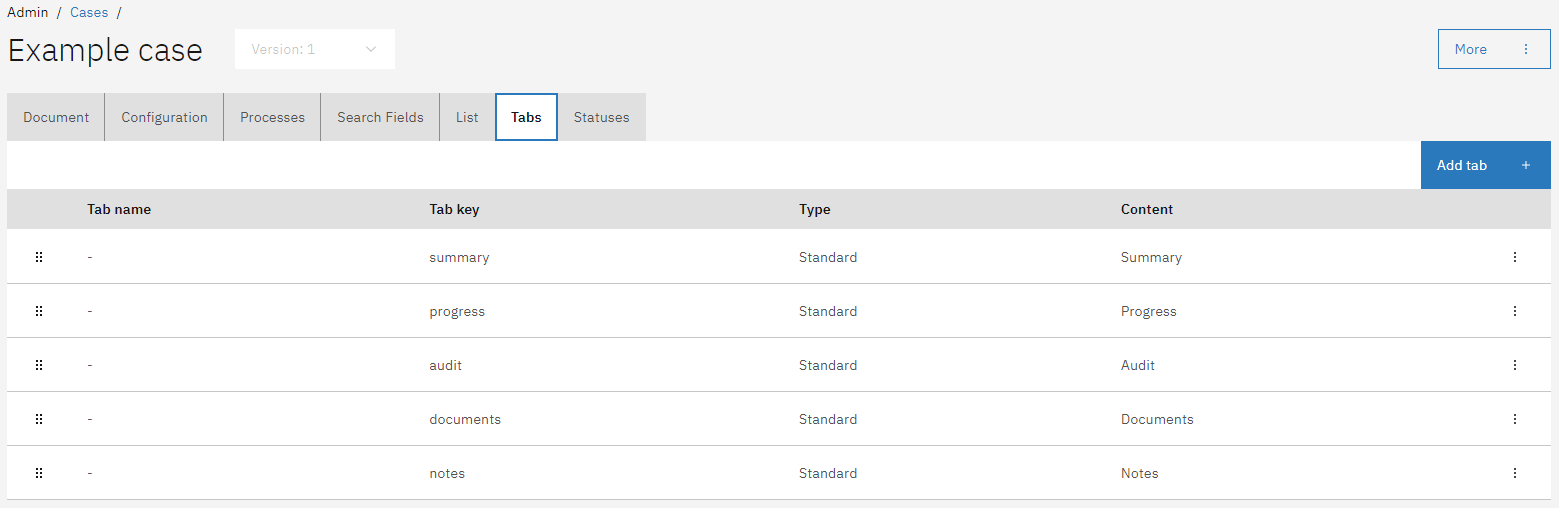 Admin / Cases /
Example case Version: 1 More
Document Configuration Processes Search Fields List Tabs Statuses
Add tab +
Tab name Tab key Type Content
- summary Standard Summary
- progress Standard Progress
- audit Standard Audit
- documents Standard Documents
- notes Standard Notes